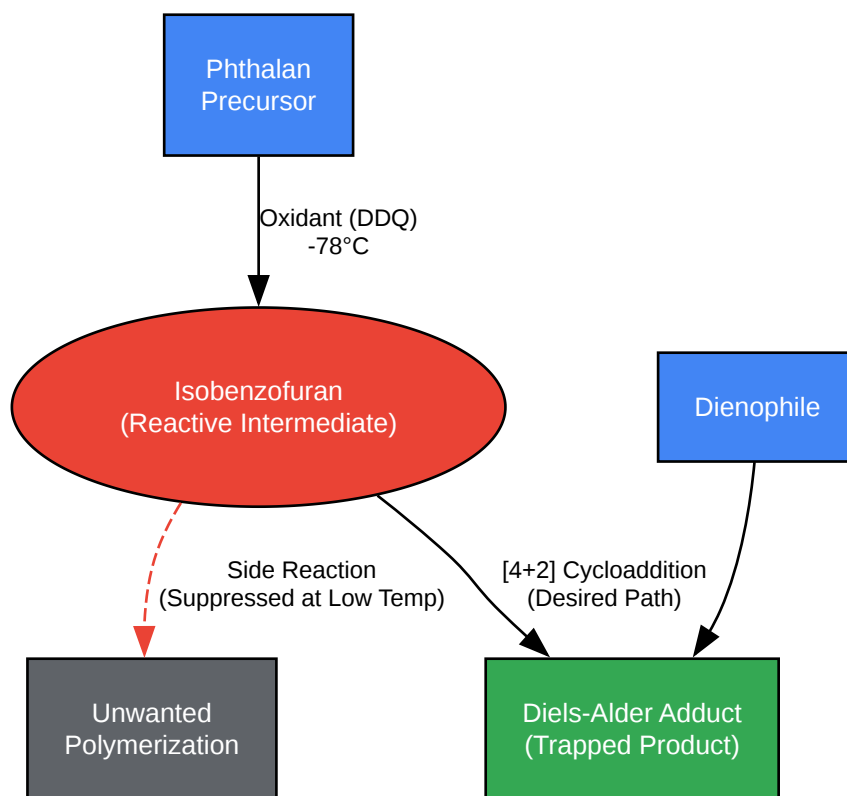 Phthalan
Precursor
Oxidant (DDQ)
-78°C
Isobenzofuran
(Reactive Intermediate)
Dienophile
Side Reaction
(Suppressed at Low Temp)
[4+2] Cycloaddition
(Desired Path)
Unwanted
Polymerization
Diels-Alder Adduct
(Trapped Product)